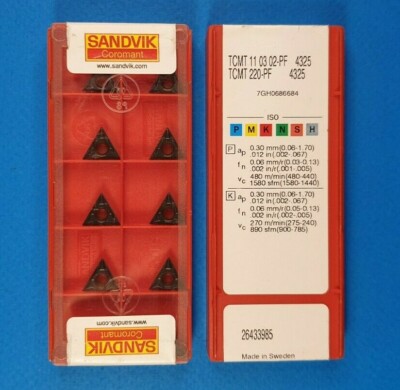 SANDVIK
Coromant
www.sandvik.com
www.sandvik.com
SANDVIK
Coromant
TCMT 11 03 02-PF 4325
TCMT 220-PF 4325
7GH0686684
ISO
P M K N S H
P ap 0.30 mm(0.06-1.70)
.012 in(.002-.067)
fn 0.06 mm/r(0.03-0.13)
.002 in/r(.001-.005)
vc 480 m/min(480-440)
1580 sfm(1580-1440)
K ap 0.30 mm(0.06-1.70)
.012 in(.002-.067)
fn 0.06 mm/r(0.05-0.13)
.002 in/r(.002-.005)
vc 270 m/min(275-240)
890 sfm(900-785)
26433985
Made in Sweden